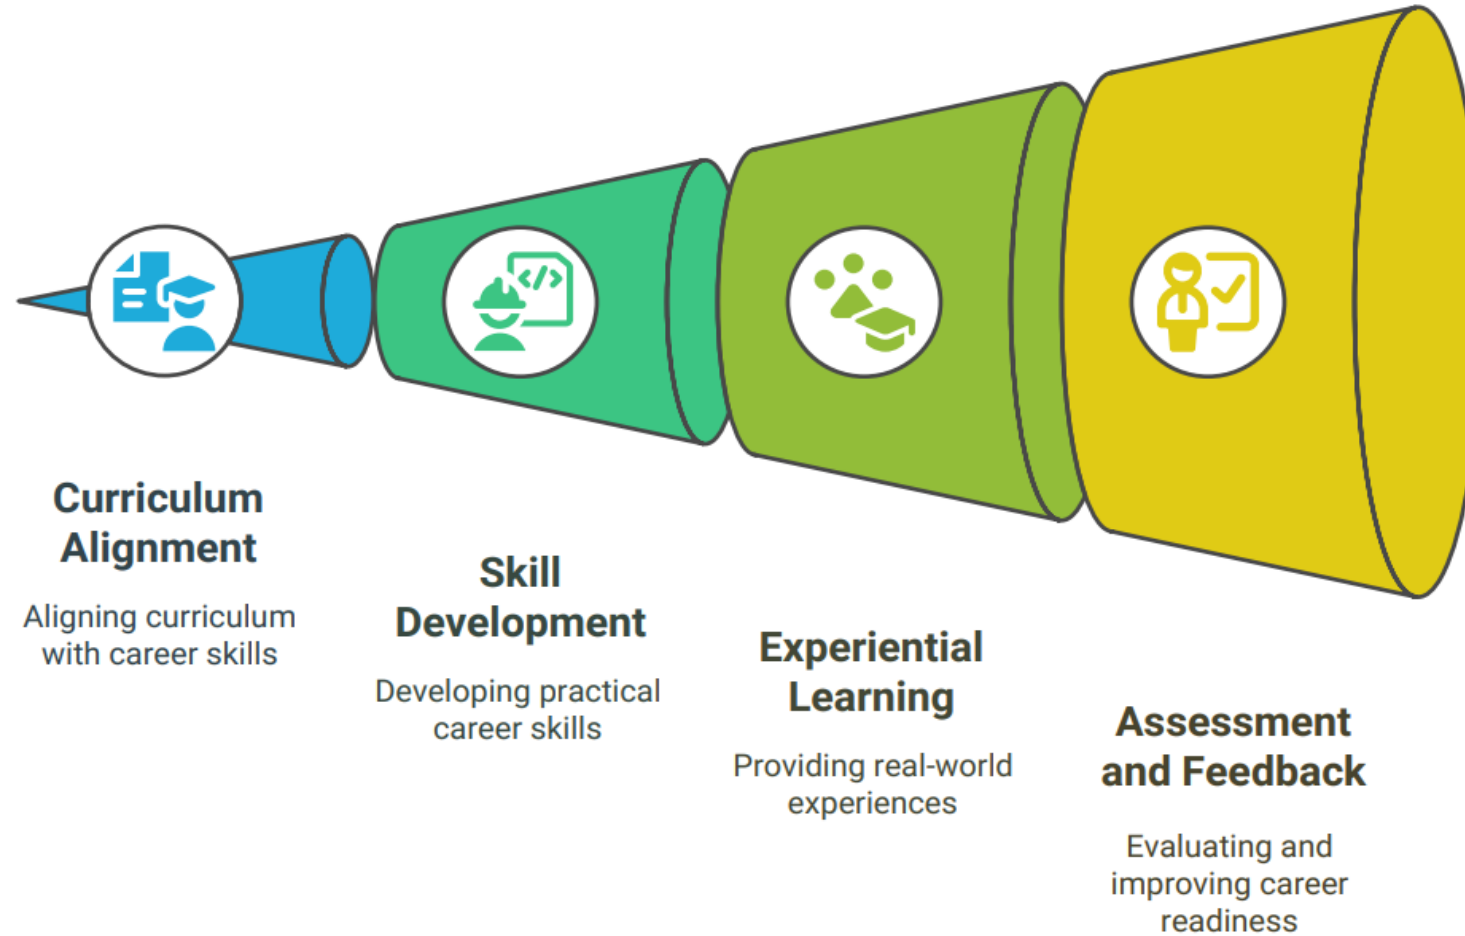 Curriculum
Alignment
Aligning curriculum
with career skills
Skill
Development
Developing practical
career skills
Experiential
Learning
Providing real-world
experiences
Assessment
and Feedback
Evaluating and
improving career
readiness